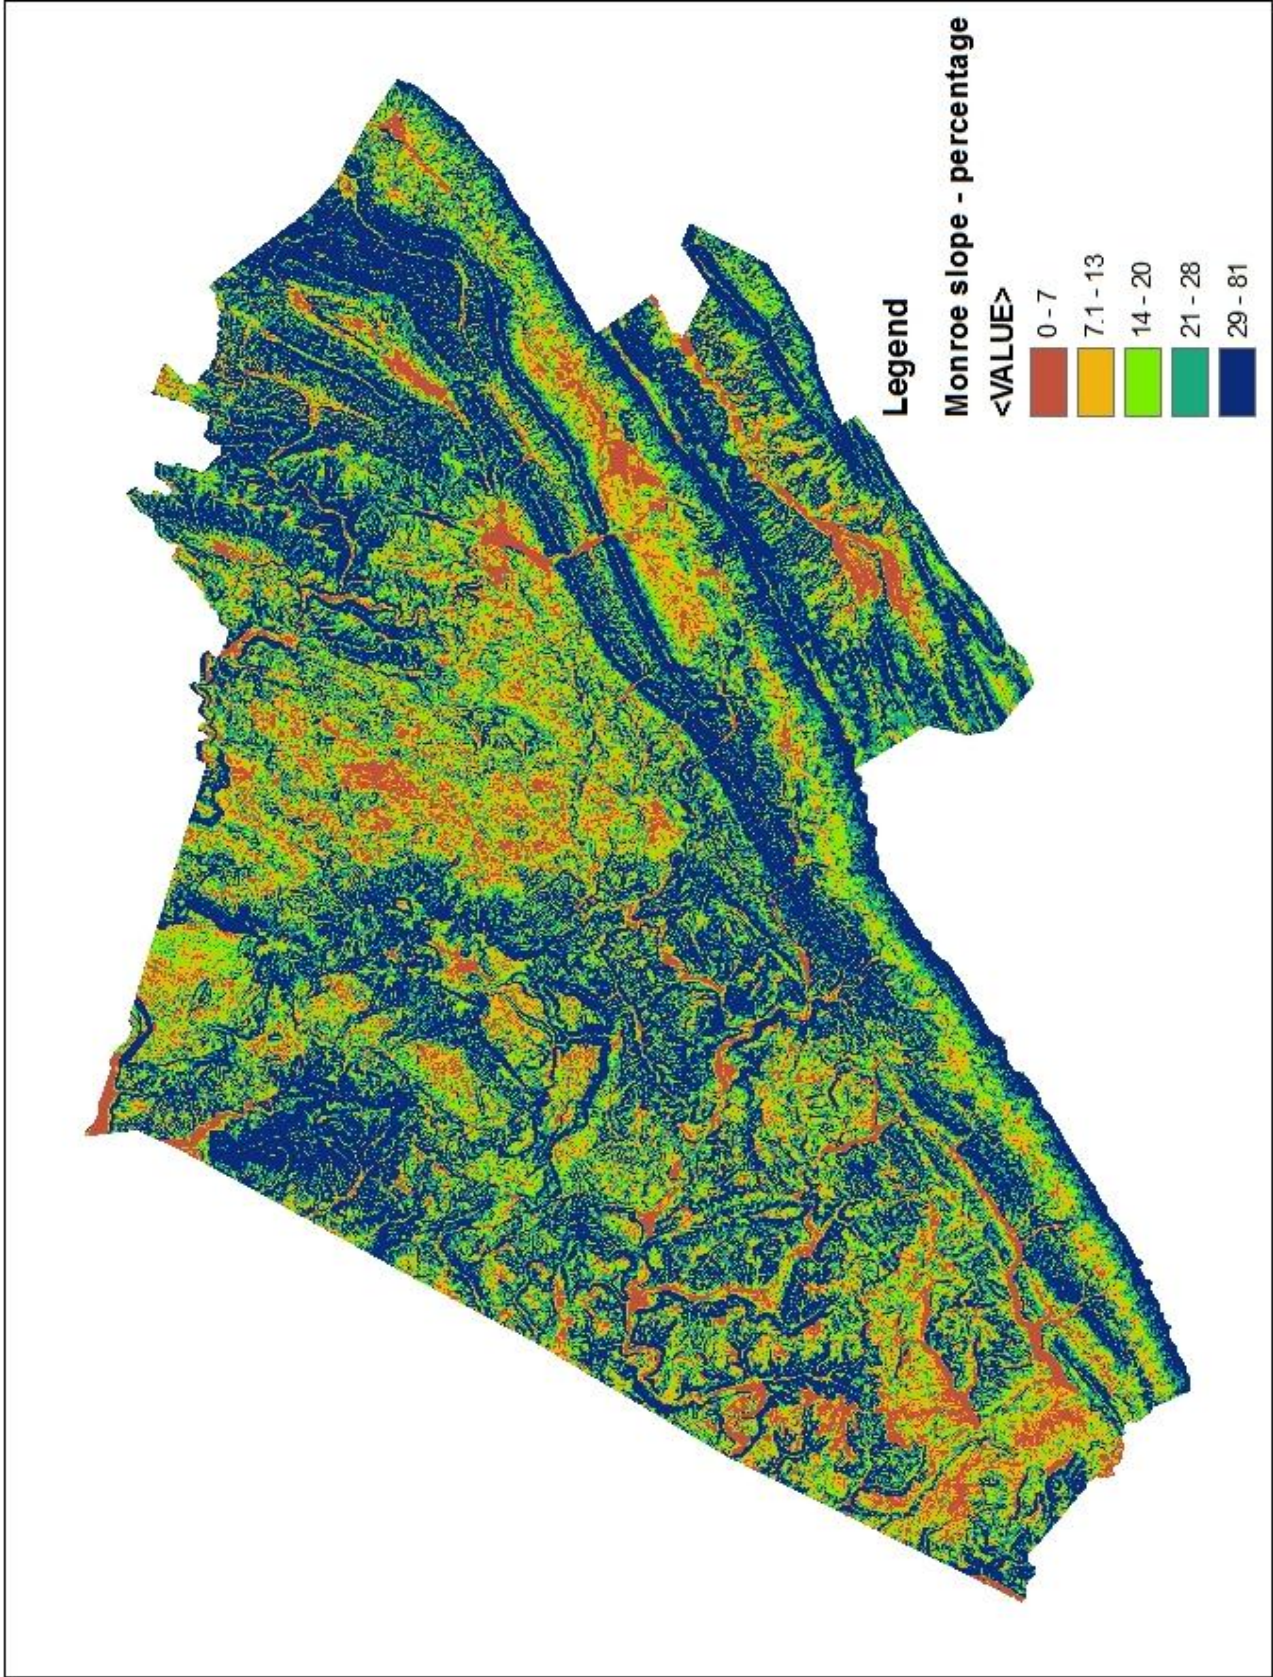 Legend
Monroe slope - percentage
<VALUE>
0 - 7
7.1 - 13
14 - 20
21 - 28
29 - 81